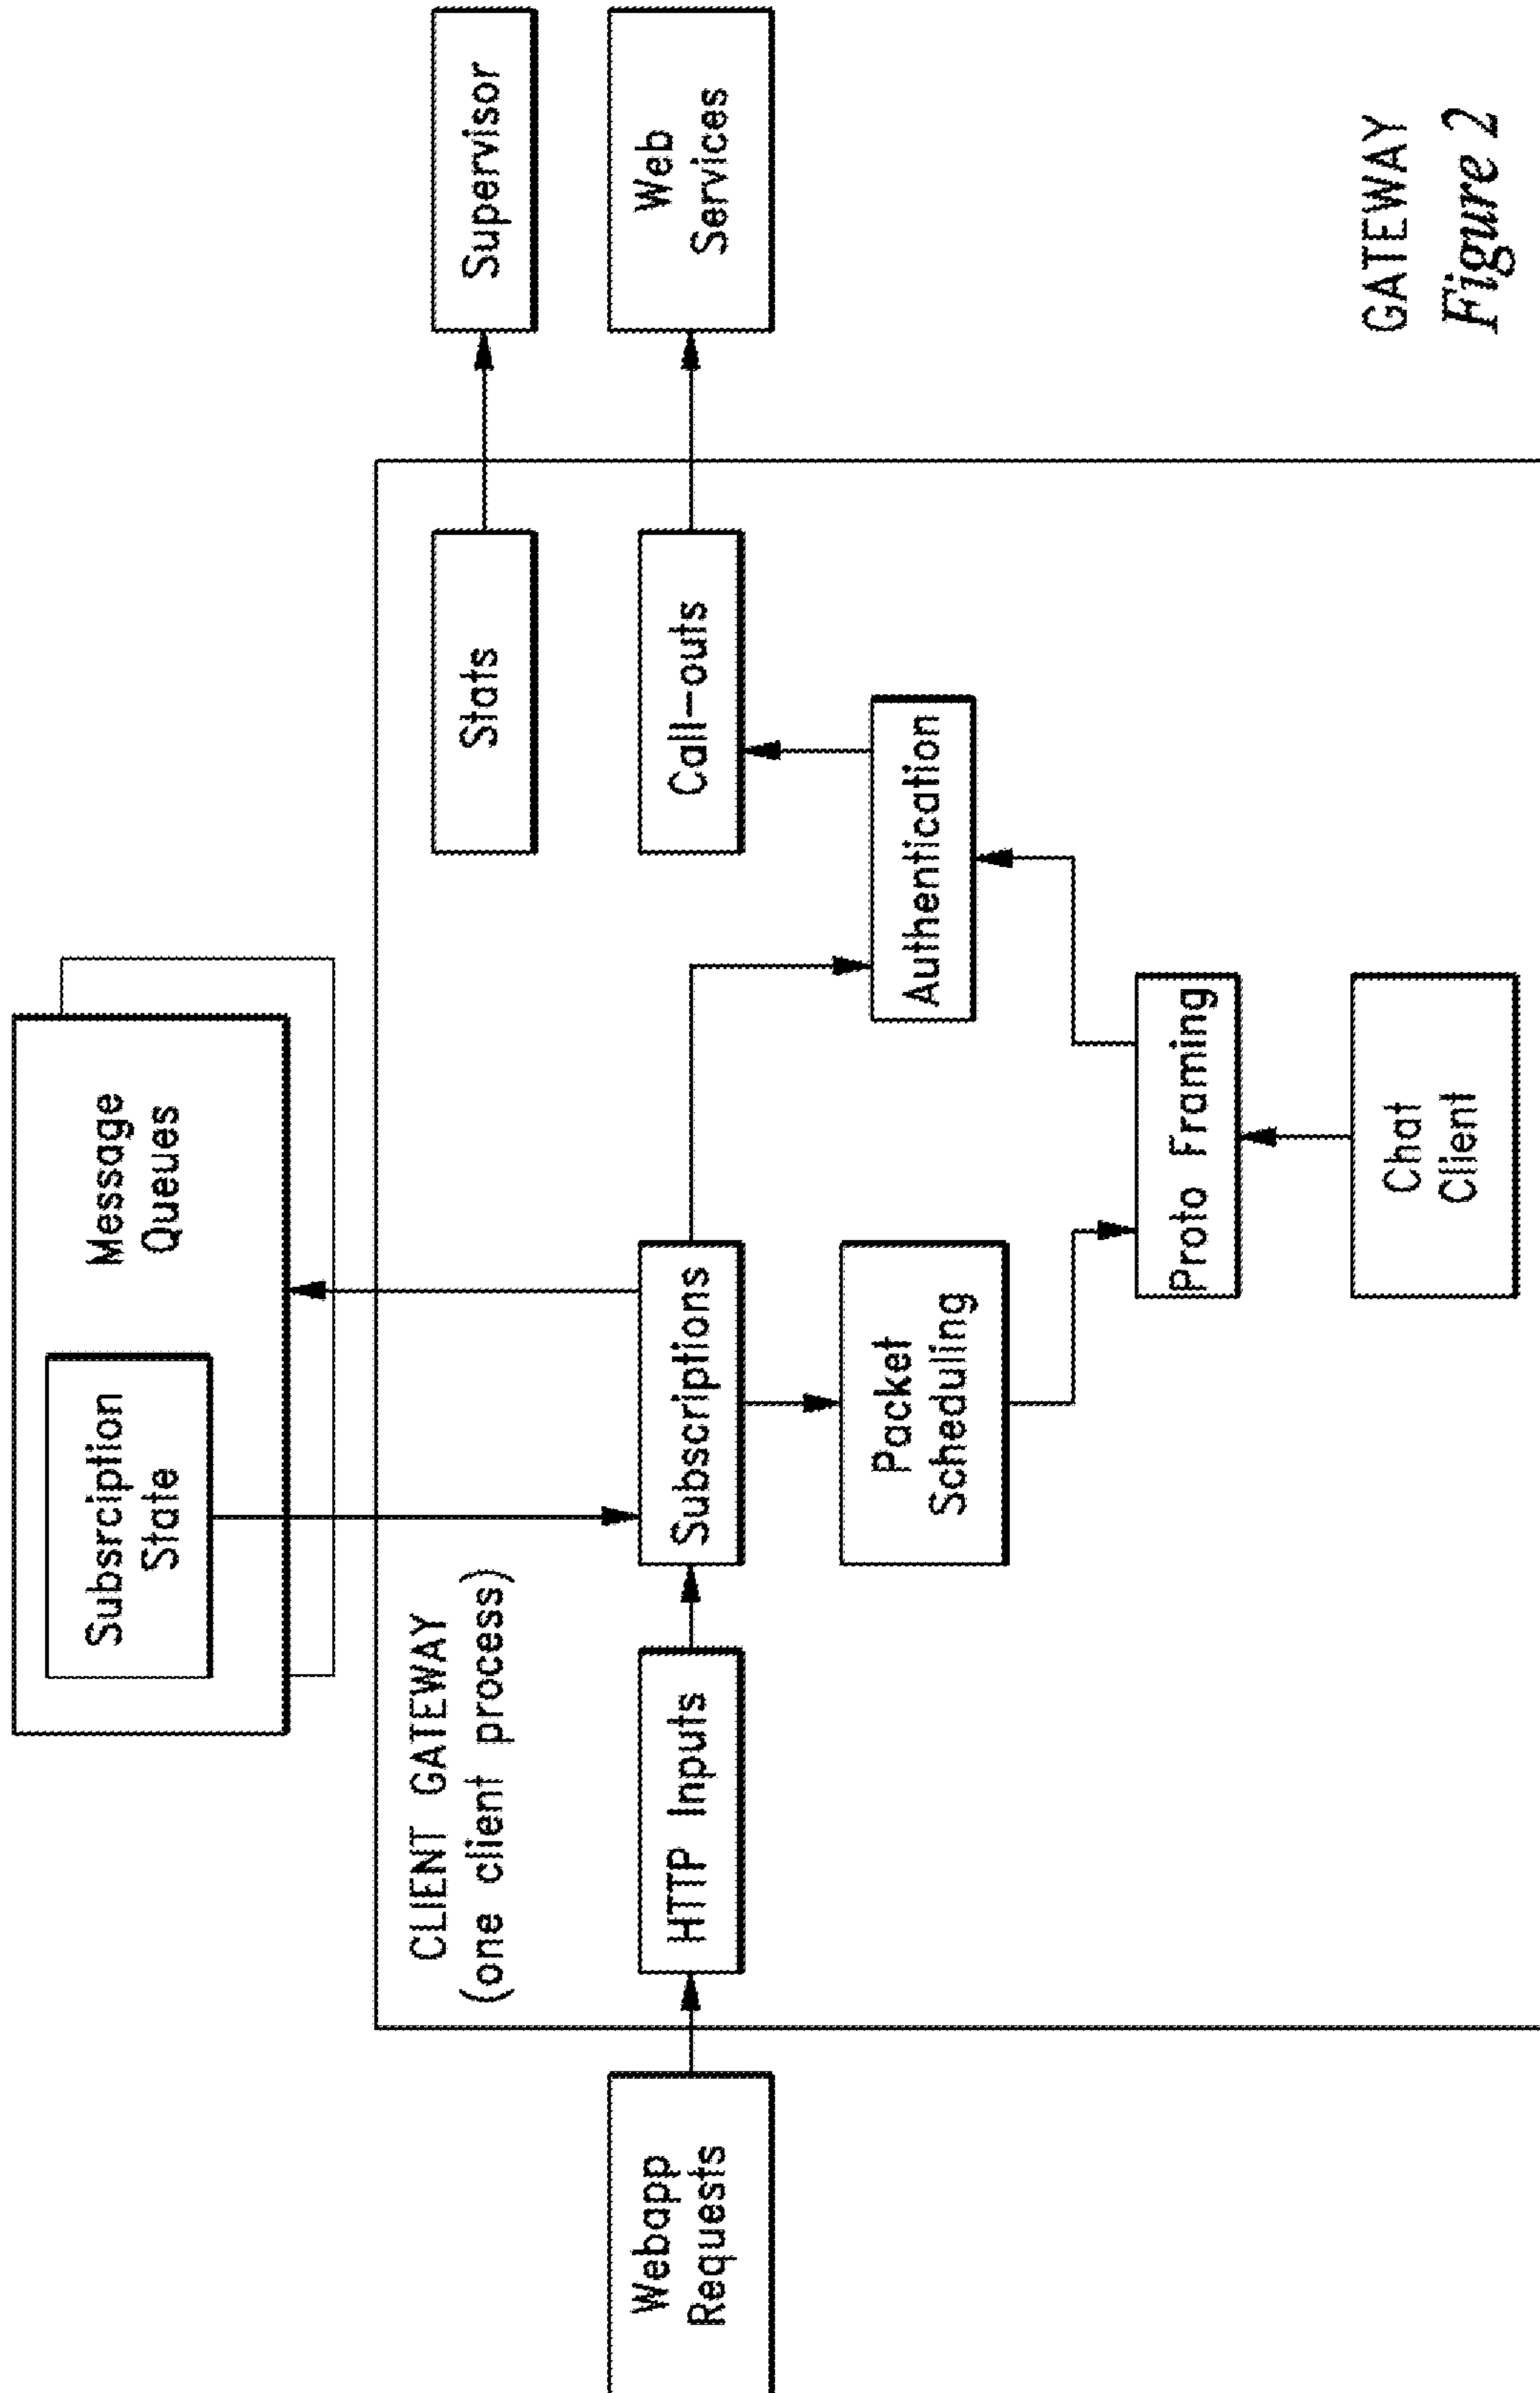 Subsrciption
State
Message
Queues
CLIENT GATEWAY
(one client process)
Stats
Supervisor
Webapp
Requests
HTTP Inputs
Subscriptions
Call-outs
Web
Services
Packet
Scheduling
Authentication
Proto Framing
Chat
Client
GATEWAY
Figure 2